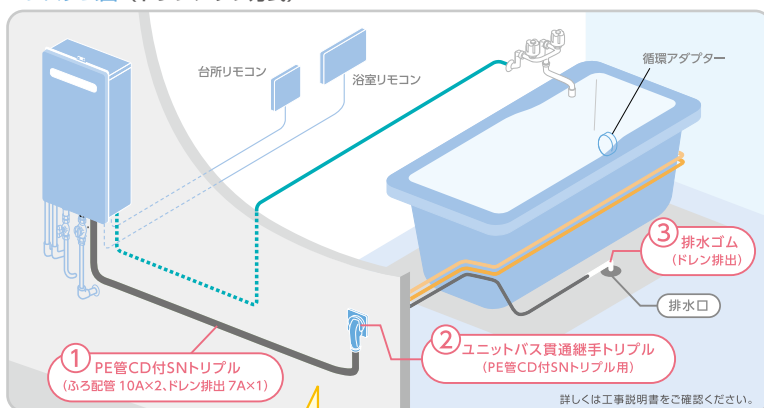 台所リモコン
浴室リモコン
循環アダプター
③ 排水ゴム
(ドレン排出)
排水口
① PE管CD付SNトリプル
(ふろ配管 10A×2、ドレン排出 7A×1)
② ユニットバス貫通継手トリプル
(PE管CD付SNトリプル用)
詳しくは工事説明書をご確認ください。